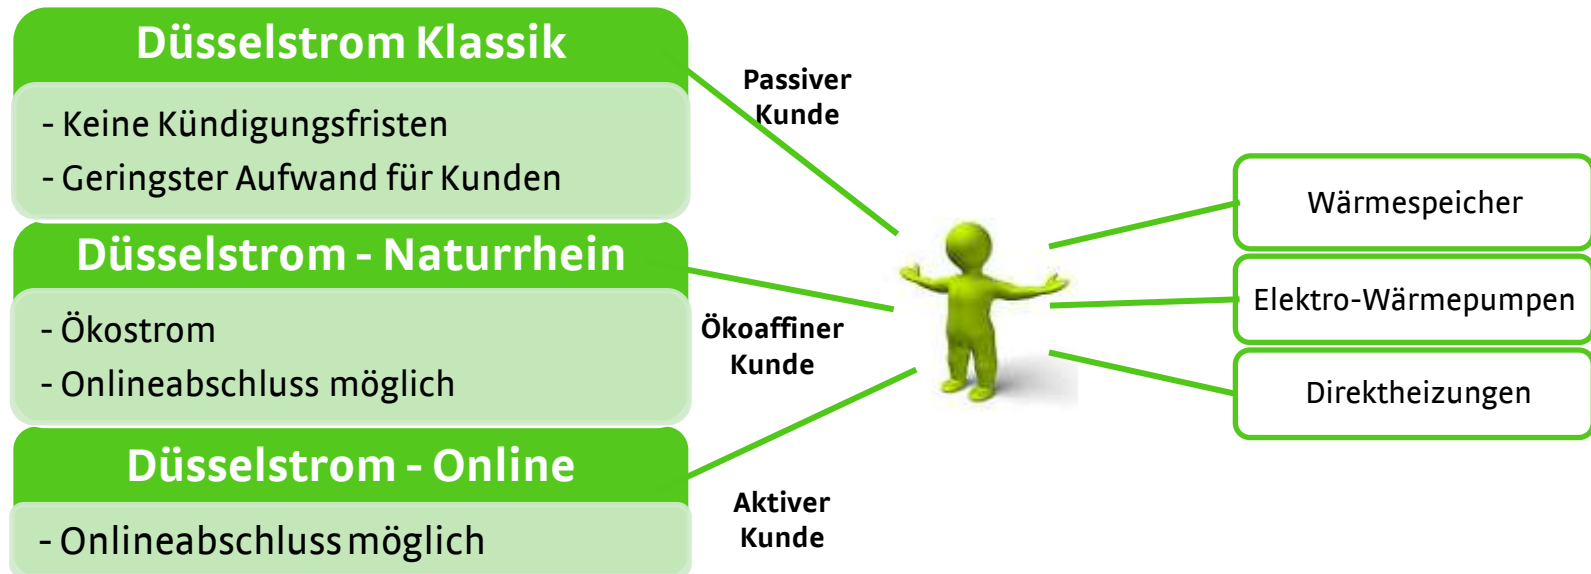 Düsselstrom Klassik
- Keine Kündigungsfristen
- Geringster Aufwand für Kunden
Düsselstrom - Naturrhein
- Ökostrom
- Onlineabschluss möglich
Düsselstrom - Online
- Onlineabschluss möglich
Passiver
Kunde
Ökoaffiner
Kunde
Aktiver
Kunde
Wärmespeicher
Elektro-Wärmepumpen
Direktheizungen